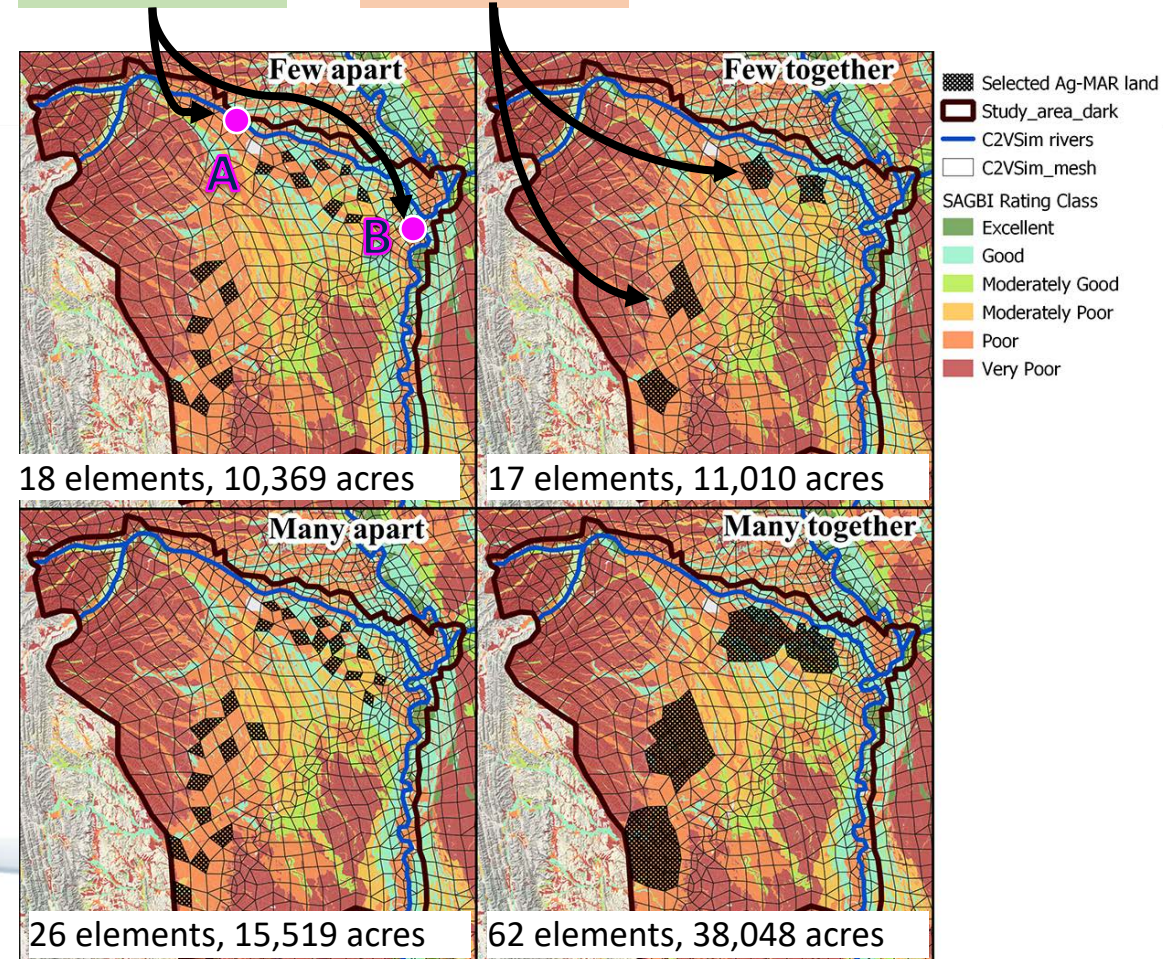 Few apart
Few together
A
B
18 elements, 10,369 acres
17 elements, 11,010 acres
Many apart
Many together
26 elements, 15,519 acres
62 elements, 38,048 acres
Selected Ag-MAR land
Study_area_dark
C2VSim rivers
C2VSim_mesh
SAGBI Rating Class
Excellent
Good
Moderately Good
Moderately Poor
Poor
Very Poor